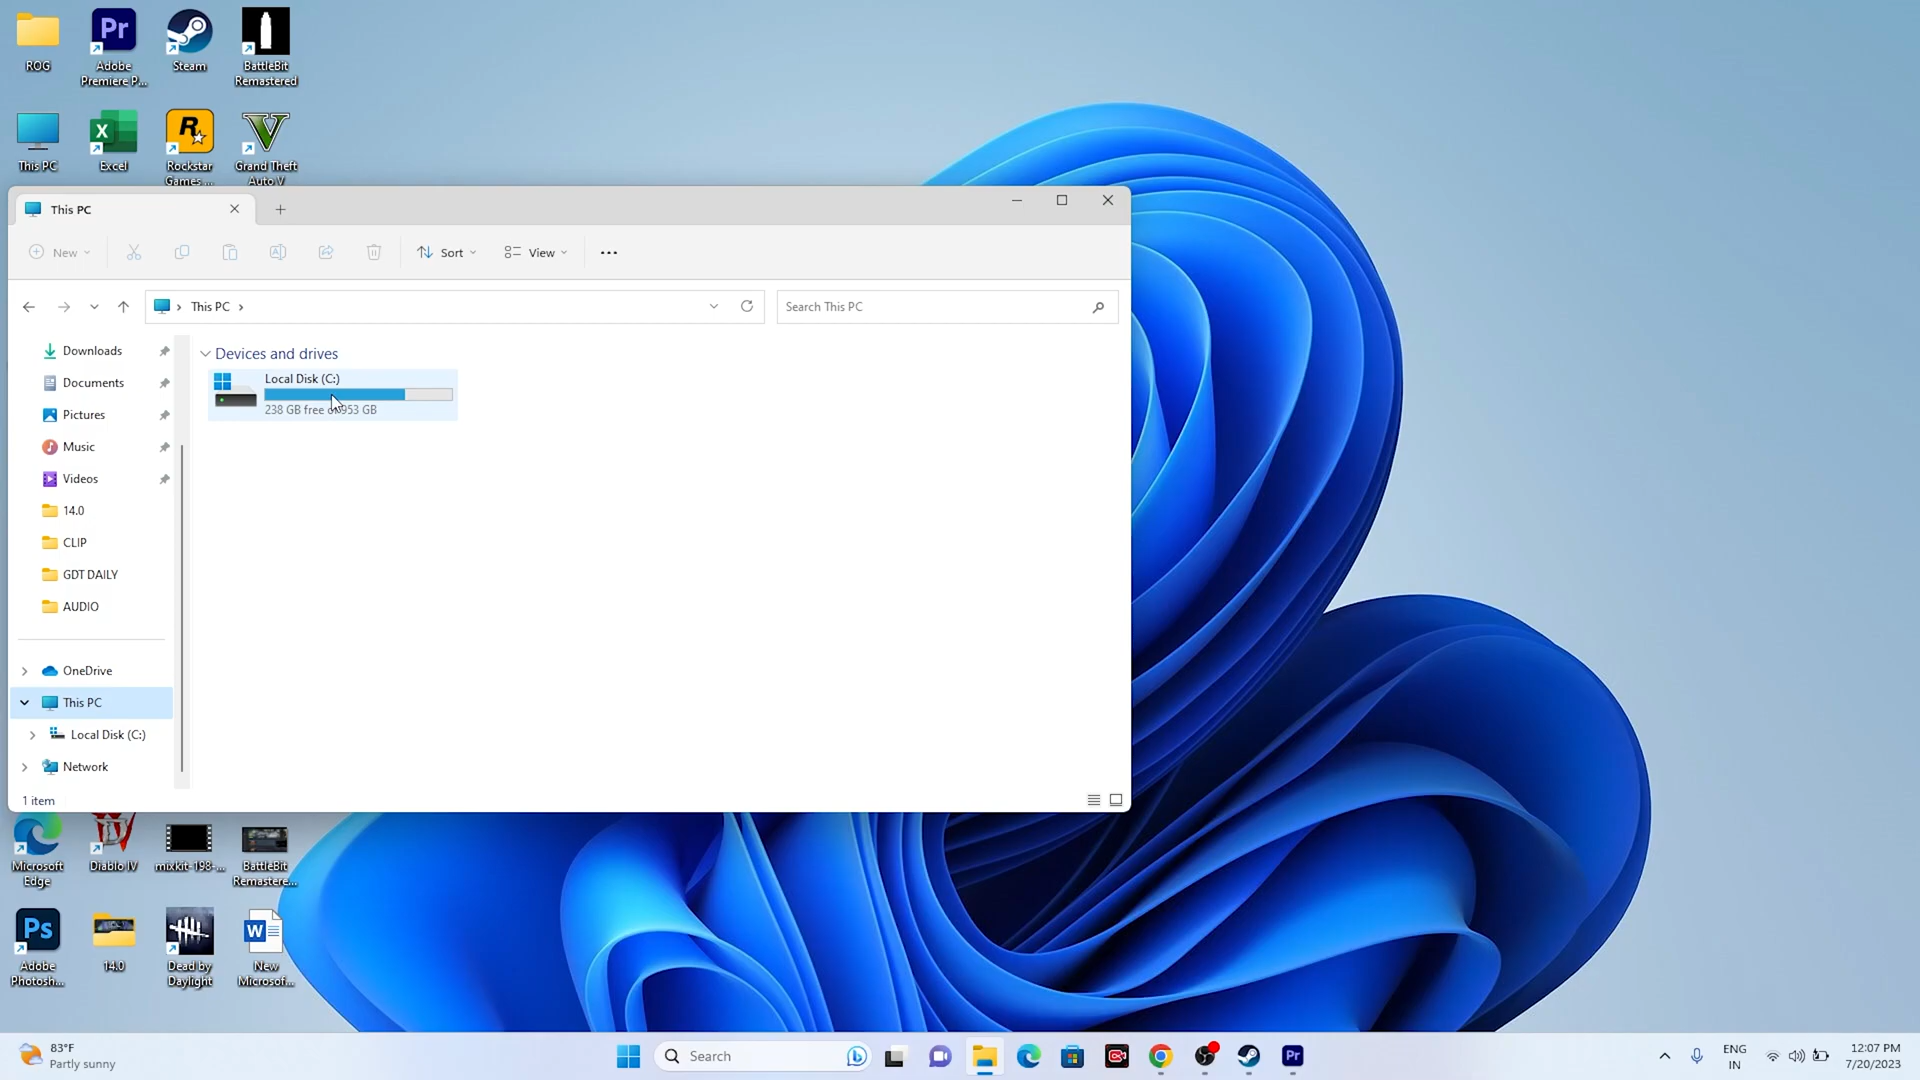 ROG
Adobe
Premiere P...
Steam
BattleBit
Remastered
This PC
Excel
Rockstar
Games ...
Grand Theft
Auto V
This PC
New
Sort
View
This PC
Search This PC
Downloads
Documents
Pictures
Music
Videos
14.0
CLIP
GDT DAILY
AUDIO
OneDrive
This PC
Local Disk (C:)
Network
Devices and drives
Local Disk (C:)
238 GB free of 953 GB
1 item
Microsoft
Edge
Diablo IV
mixkit-198-...
BattleBit
Remastere...
Adobe
Photosh...
14.0
Dead by
Daylight
New
Microsof...
83°F
Partly sunny
Search
ENG
IN
12:07 PM
7/20/2023